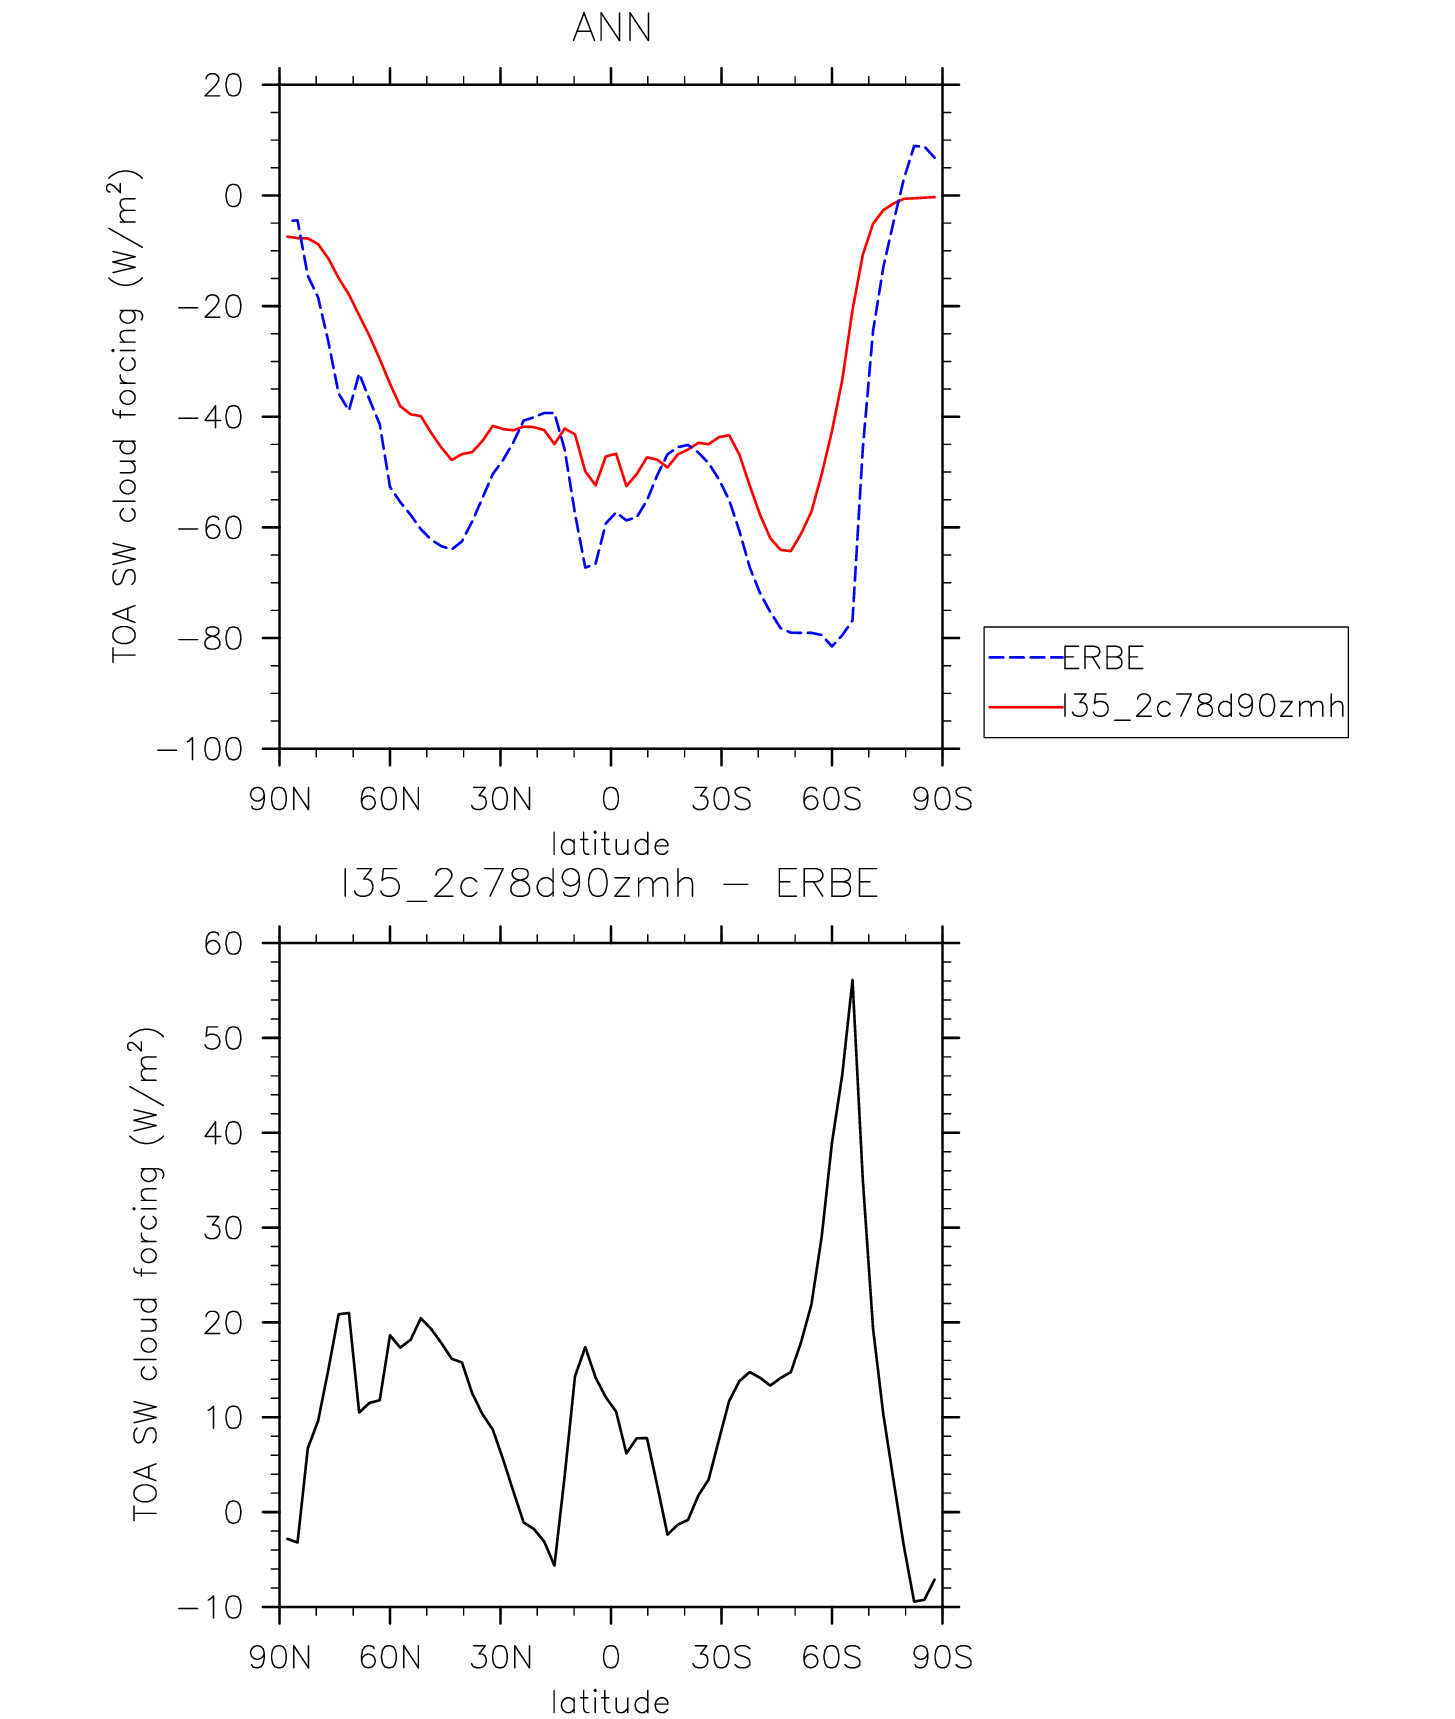 ANN
20
0
−20
−40
−60
−80
−100
TOA SW cloud forcing (W/m²)
90N 60N 30N 0 30S 60S 90S
latitude
ERBE
I35_2c78d90zmh
I35_2c78d90zmh − ERBE
60
50
40
30
20
10
0
−10
TOA SW cloud forcing (W/m²)
90N 60N 30N 0 30S 60S 90S
latitude